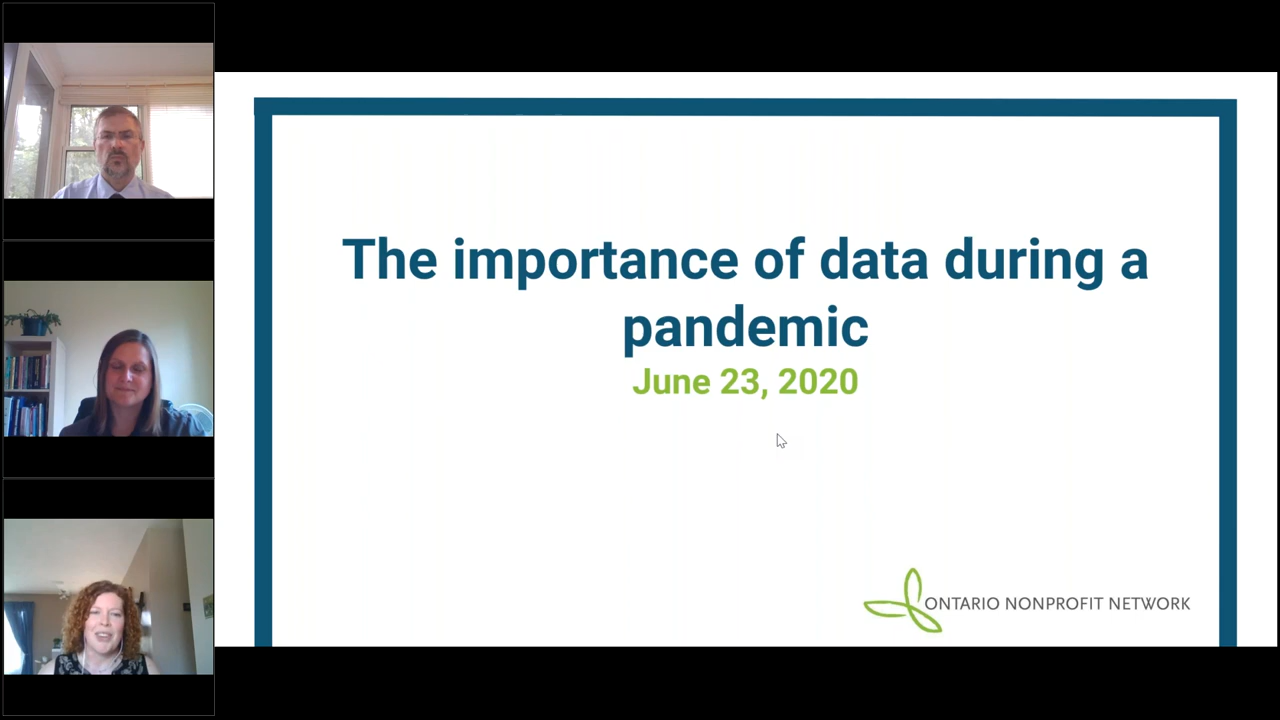 The importance of data during a
pandemic
June 23, 2020
ONTARIO NONPROFIT NETWORK